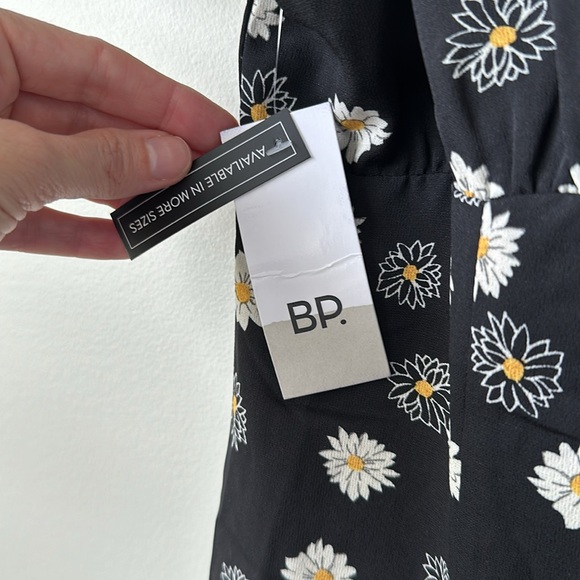 AVAILABLE IN MORE SIZES
BP.